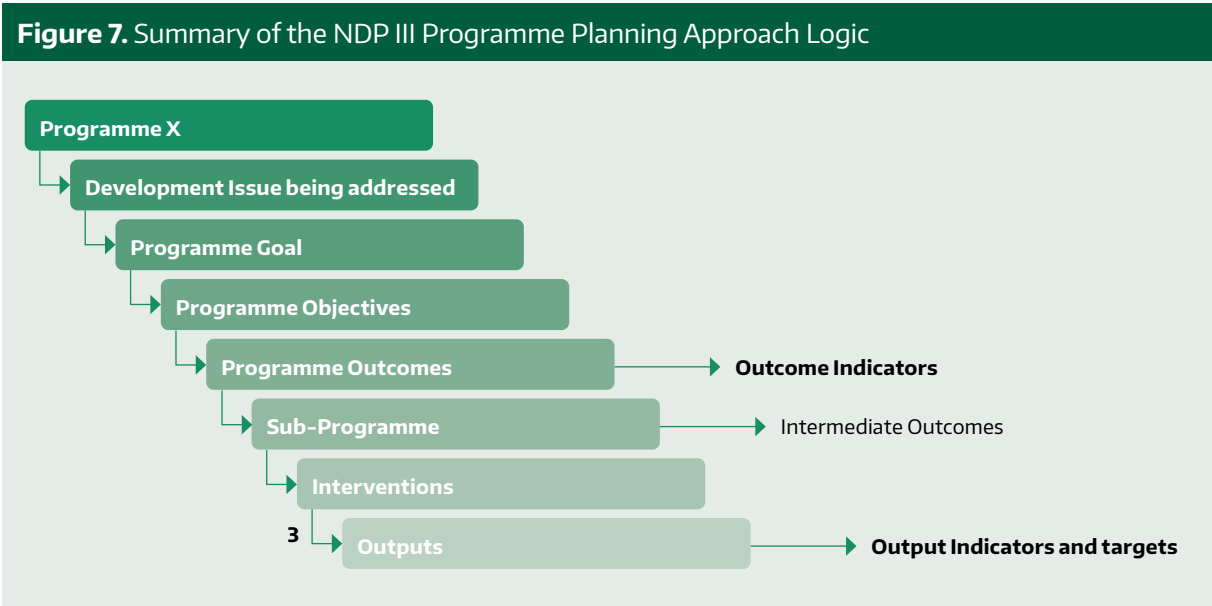 Figure 7. Summary of the NDP III Programme Planning Approach Logic
Programme X
Development Issue being addressed
Programme Goal
Programme Objectives
Programme Outcomes
Outcome Indicators
Sub-Programme
Intermediate Outcomes
Interventions
3
Outputs
Output Indicators and targets